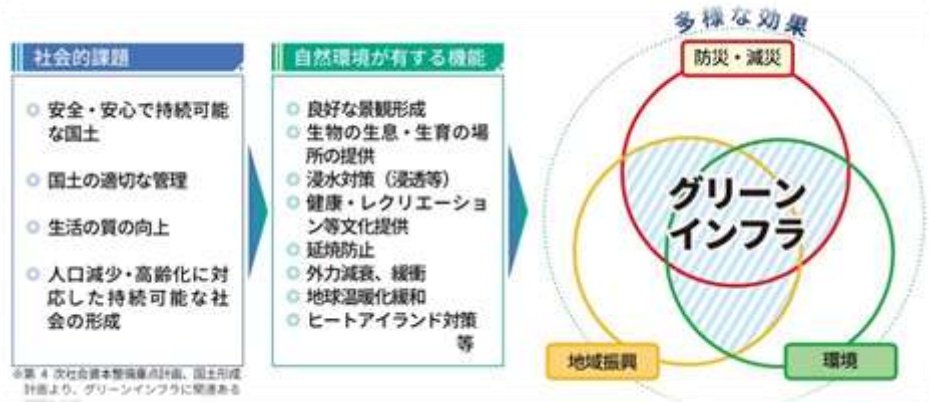 社会的課題
安全・安心で持続可能
な国土
国土の適切な管理
生活の質の向上
人口減少・高齢化に対
応した持続可能な社
会の形成
※第 4 次社会資本整備重点計画、国土形成
計画より、グリーンインフラに関連ある
自然環境が有する機能
良好な景観形成
生物の生息・生育の場
所の提供
浸水対策（浸透等）
健康・レクリエーショ
ン等文化提供
延焼防止
外力減衰、緩衝
地球温暖化緩和
ヒートアイランド対策
等
多様な効果
防災・減災
グリーン
インフラ
地域振興
環境